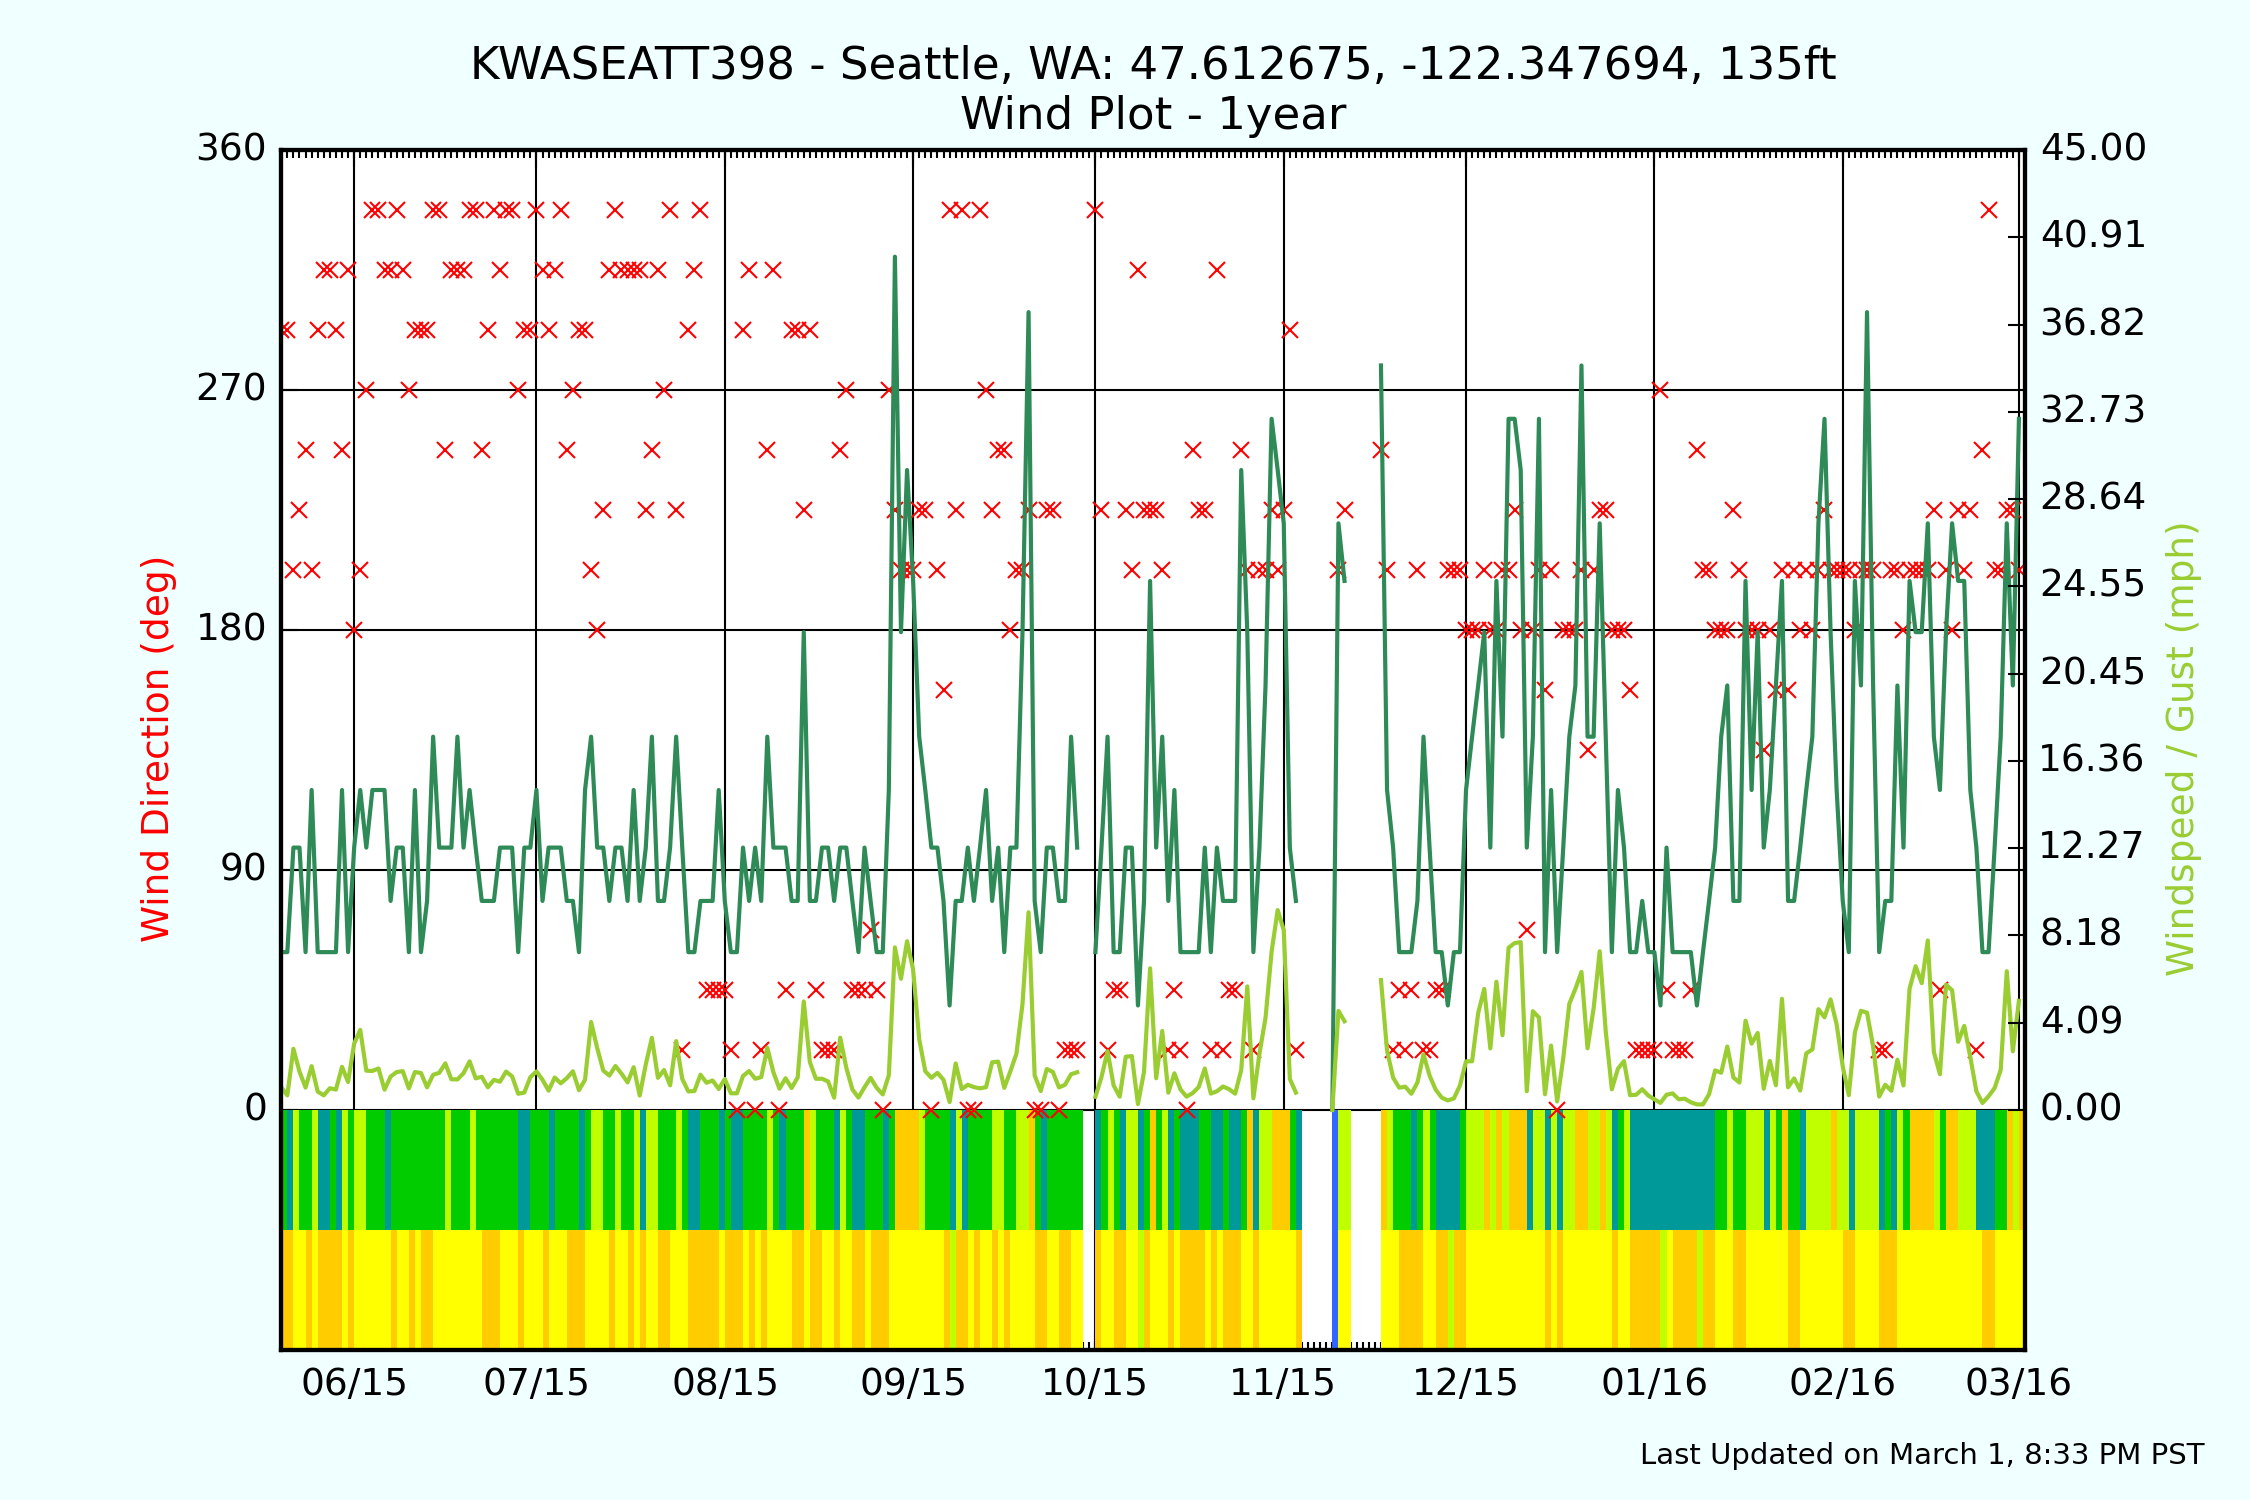 KWASEATT398 - Seattle, WA: 47.612675, -122.347694, 135ft
Wind Plot - 1year
360
270
180
90
0
Wind Direction (deg)
45.00
40.91
36.82
32.73
28.64
24.55
20.45
16.36
12.27
8.18
4.09
0.00
Windspeed / Gust (mph)
06/15 07/15 08/15 09/15 10/15 11/15 12/15 01/16 02/16 03/16
Last Updated on March 1, 8:33 PM PST